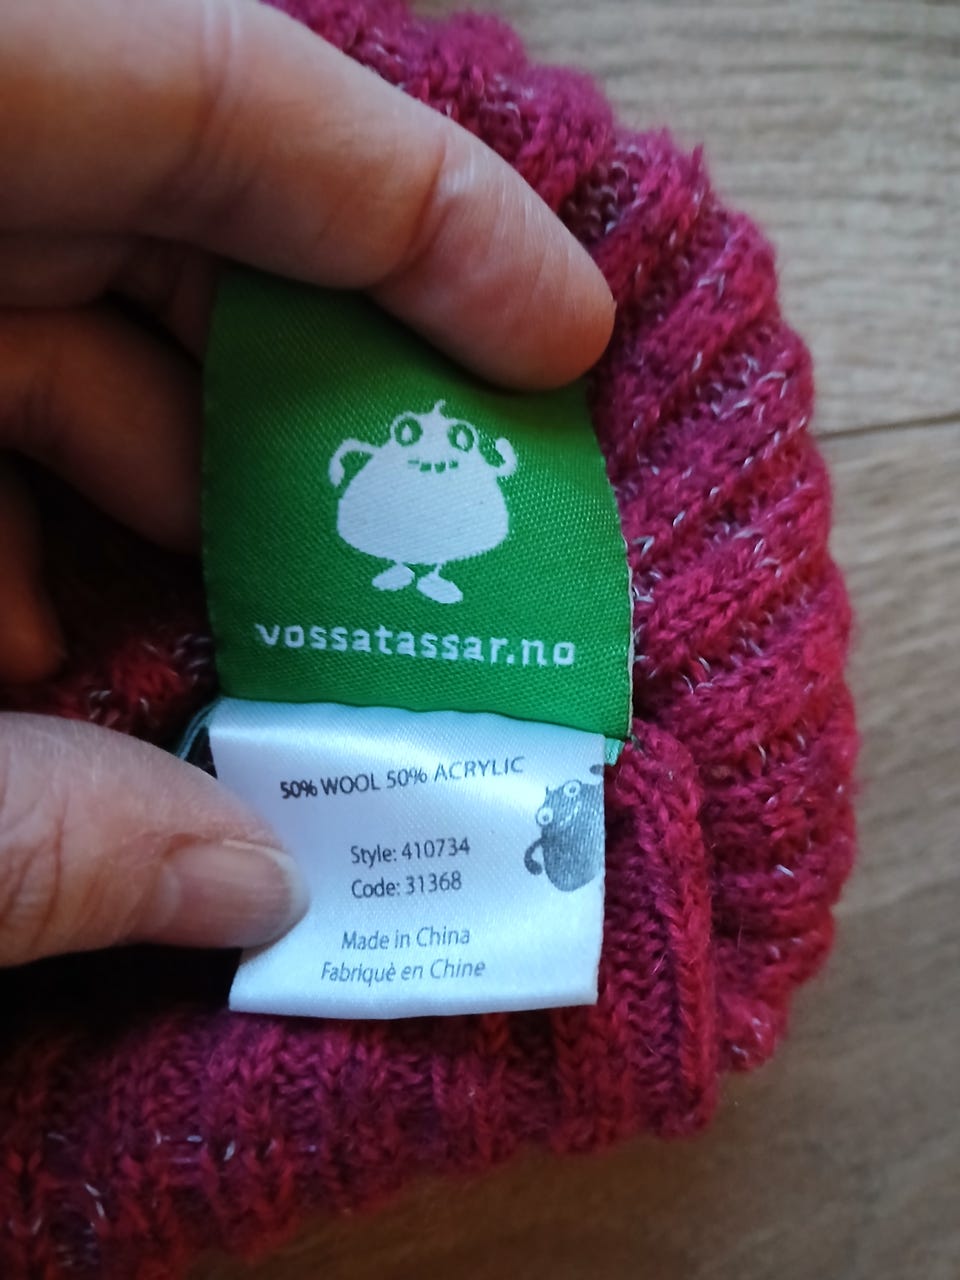 vossatassar.no
50% WOOL 50% ACRYLIC
Style: 410734
Code: 31368
Made in China
Fabriquè en Chine